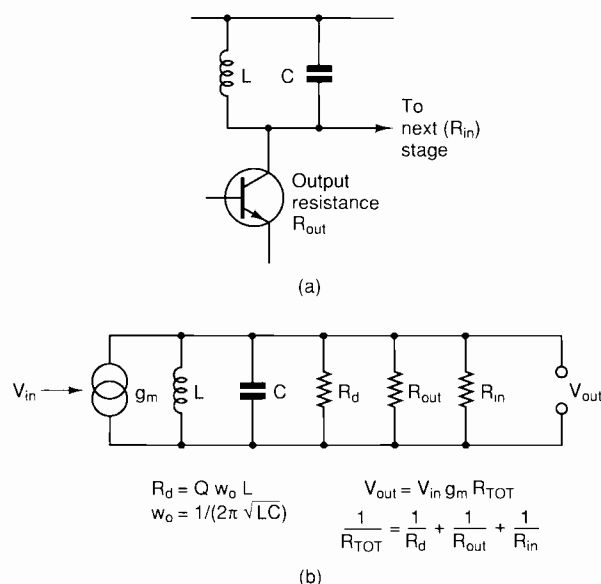 L
C
To
next (R_in)
stage
Output
resistance
R_out
(a)
V_in
g_m
L
C
R_d
R_out
R_in
V_out
R_d = Q w_o L
w_o = 1/(2π √LC)
V_out = V_in g_m R_TOT
1/R_TOT = 1/R_d + 1/R_out + 1/R_in
(b)